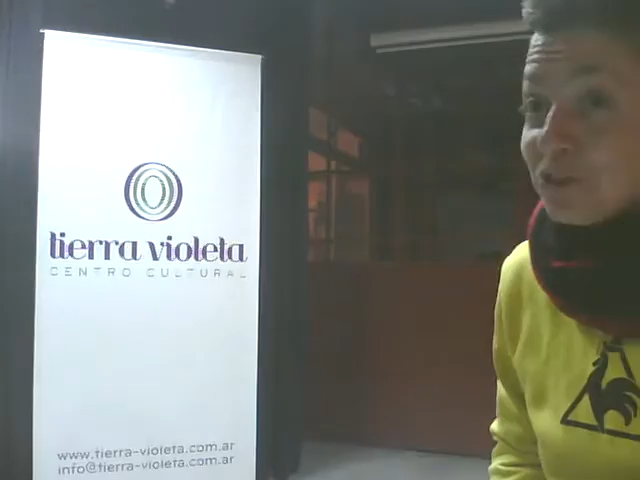 tierra violeta
CENTRO CULTURAL
www.tierra-violeta.com.ar
info@tierra-violeta.com.ar